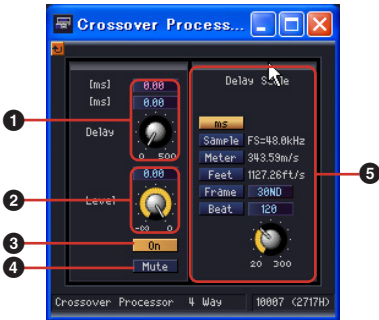 Crossover Processor...
[ms] 0.00
[ms] 0.00
Delay
0 500
1
0.00
Level
-∞ 0
2
On
3
Mute
4
Delay Scale
ms
Sample FS=48.0kHz
Meter 343.59m/s
Feet 1127.26ft/s
Frame 30ND
Beat 120
20 300
5
Crossover Processor 4 Way 10007 (2717H)